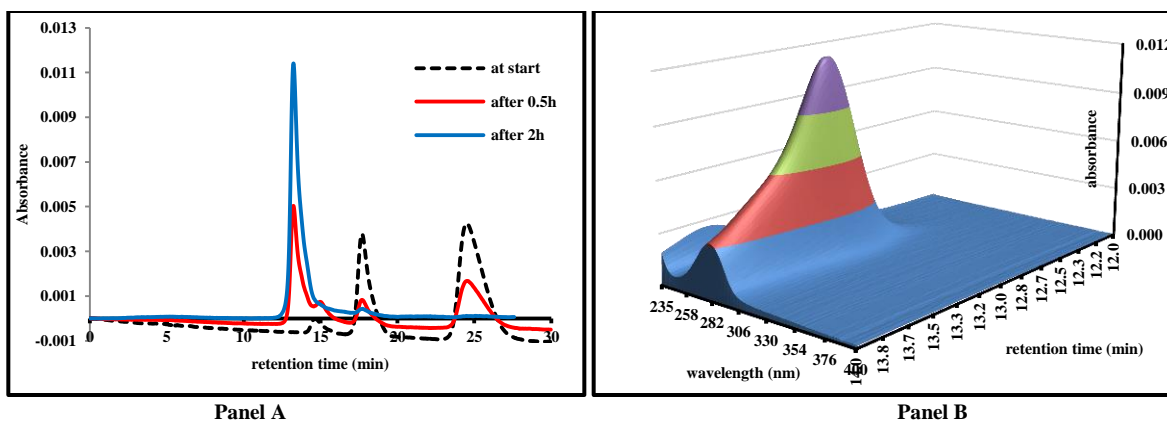 0.013
0.011
0.009
0.007
0.005
0.003
0.001
-0.001
Absorbance
0 5 10 15 20 25 30
retention time (min)
at start
after 0.5h
after 2h
Panel A
0.012
0.009
0.006
0.003
0.000
absorbance
235 258 282 306 330 354 376 400
wavelength (nm)
14.0 13.8 13.7 13.5 13.3 13.2 13.0 12.8 12.7 12.5 12.3 12.2 12.0
retention time (min)
Panel B